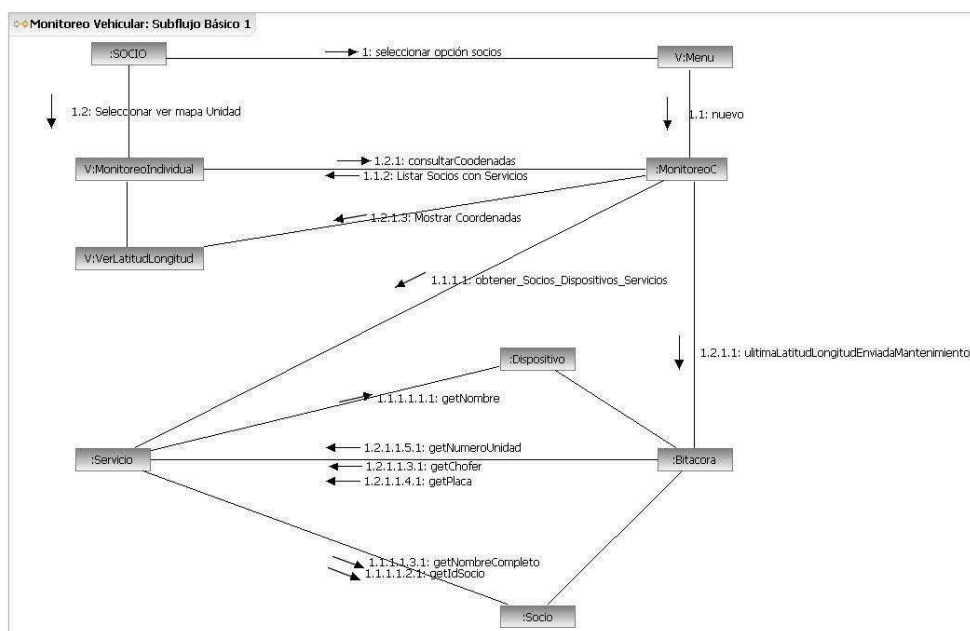 Monitoreo Vehicular: Subflujo Básico 1
:SOCIO
1: seleccionar opción socios
V:Menu
1.2: Seleccionar ver mapa Unidad
1.1: nuevo
V:MonitoreoIndividual
1.2.1: consultarCoodenadas
:MonitoreoC
1.1.2: Listar Socios con Servicios
1.2.1.3: Mostrar Coordenadas
V:VerLatitudLongitud
1.1.1.1: obtener_Socios_Dispositivos_Servicios
:Dispositivo
1.2.1.1: ulitimaLatitudLongitudEnviadaMantenimiento
1.1.1.1.1.1: getNombre
1.2.1.1.5.1: getNumeroUnidad
:Servicio
1.2.1.1.3.1: getChofer
:Bitacora
1.2.1.1.4.1: getPlaca
1.1.1.1.3.1: getNombreCompleto
1.1.1.1.2.1: getIdSocio
:Socio